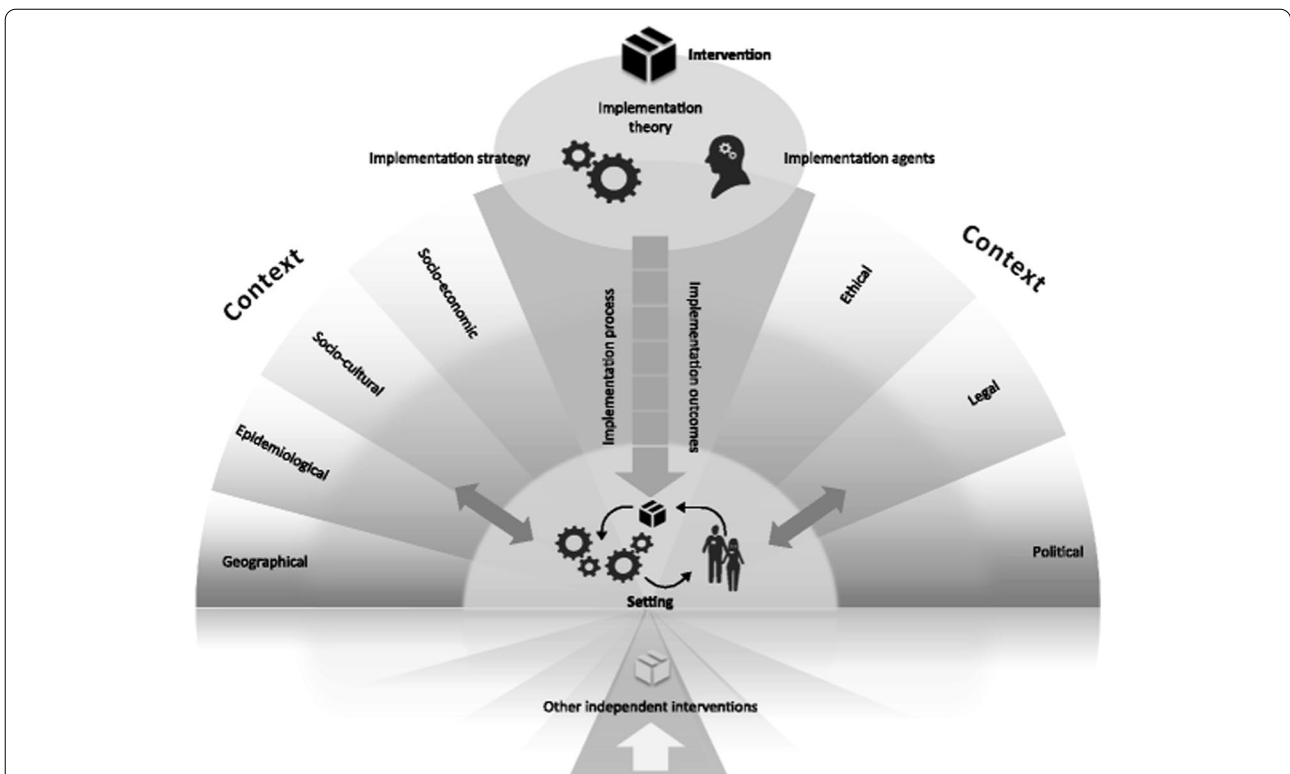 Intervention
Implementation
theory
Implementation strategy
Implementation agents
Context
Context
Socio-economic
Socio-cultural
Epidemiological
Geographical
Implementation process
Implementation outcomes
Ethical
Legal
Political
Setting
Other independent interventions